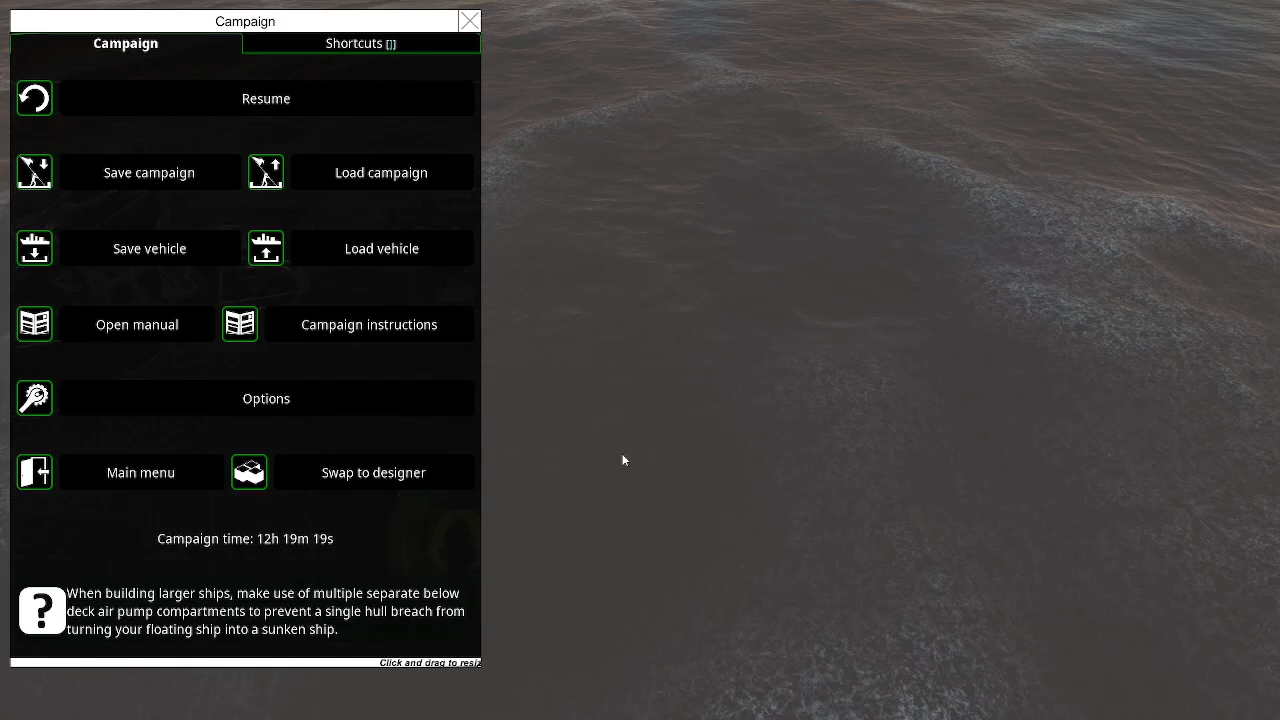 Campaign
Campaign
Shortcuts []]
Resume
Save campaign
Load campaign
Save vehicle
Load vehicle
Open manual
Campaign instructions
Options
Main menu
Swap to designer
Campaign time: 12h 19m 19s
When building larger ships, make use of multiple separate below
deck air pump compartments to prevent a single hull breach from
turning your floating ship into a sunken ship.
Click and drag to resiz